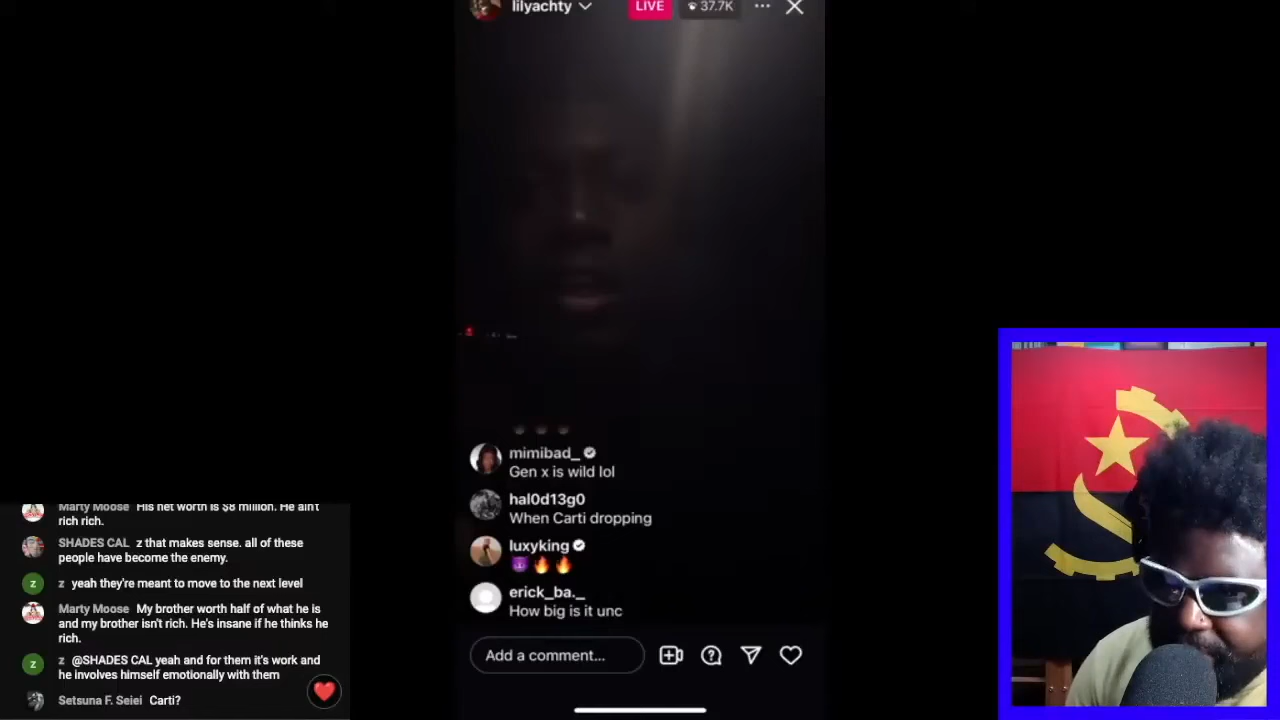 lilyachty
LIVE
37.7K
mimibad_
Gen x is wild lol
hal0d13g0
When Carti dropping
luxyking
😈🔥🔥
erick_ba._
How big is it unc
Add a comment...
Marty Moose His net worth is $8 million. He ain't
rich rich.
SHADES CAL z that makes sense. all of these
people have become the enemy.
z z yeah they're meant to move to the next level
Marty Moose My brother worth half of what he is
and my brother isn't rich. He's insane if he thinks he
rich.
z z @SHADES CAL yeah and for them it's work and
he involves himself emotionally with them
Setsuna F. Seiei Carti?